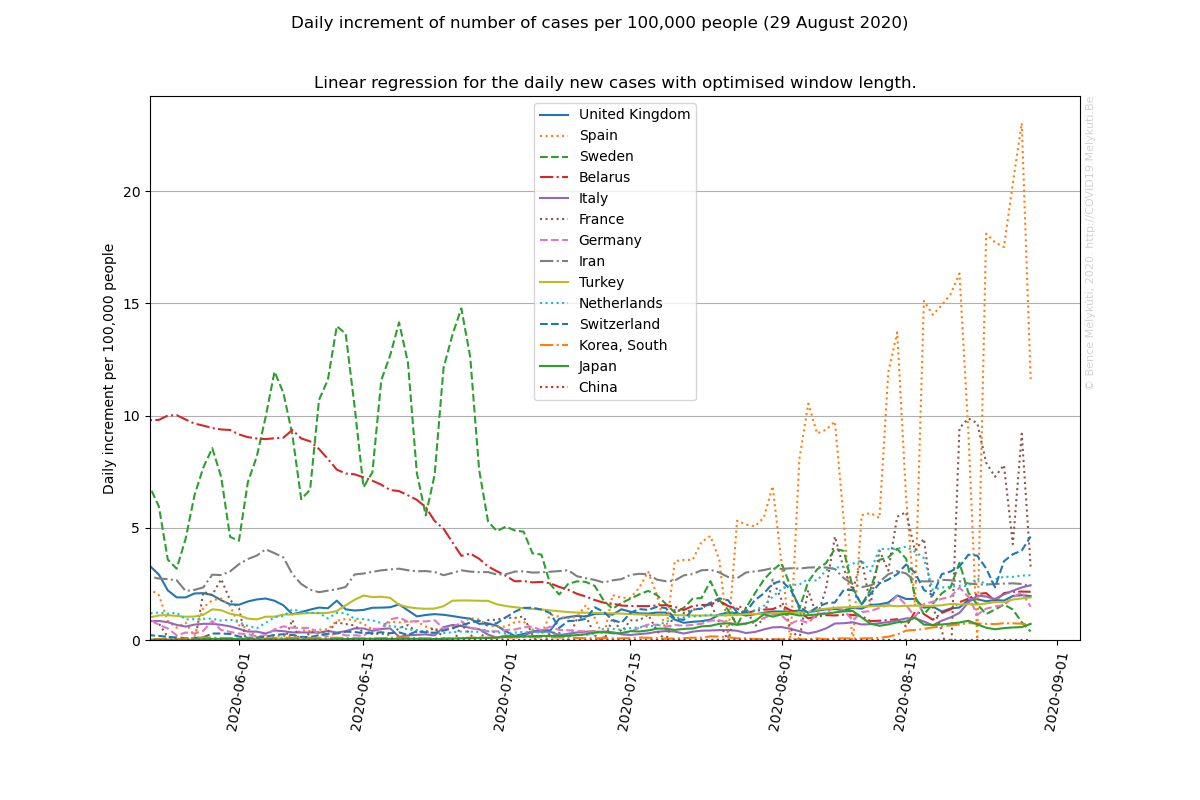 Daily increment of number of cases per 100,000 people (29 August 2020)
Linear regression for the daily new cases with optimised window length.
United Kingdom
Spain
Sweden
Belarus
Italy
France
Germany
Iran
Turkey
Netherlands
Switzerland
Korea, South
Japan
China
Daily increment per 100,000 people
20
15
10
5
0
2020-06-01
2020-06-15
2020-07-01
2020-07-15
2020-08-01
2020-08-15
2020-09-01
© Bence Mélykúti, 2020. http://COVID19.Melykuti.Be